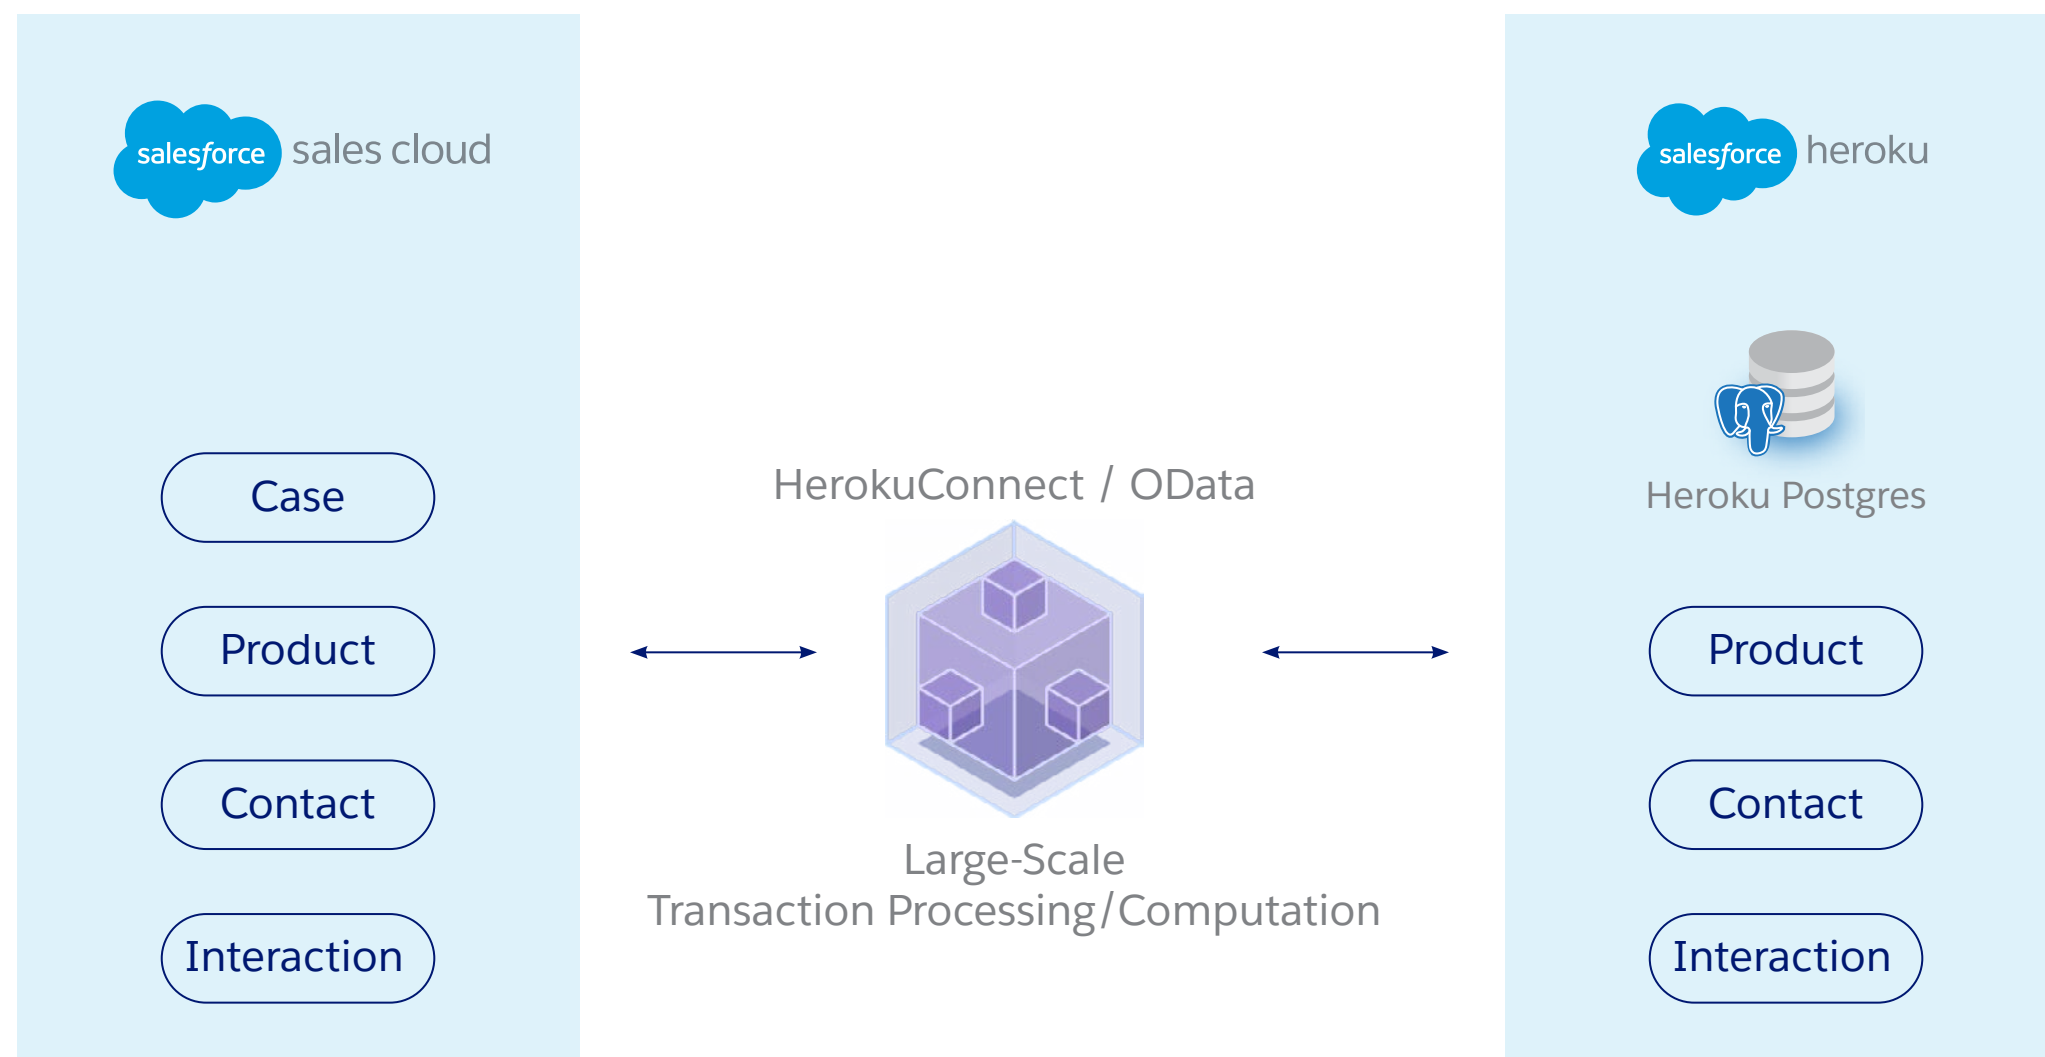 salesforce sales cloud
Case
Product
Contact
Interaction
HerokuConnect / OData
Large-Scale
Transaction Processing/Computation
salesforce heroku
Heroku Postgres
Product
Contact
Interaction